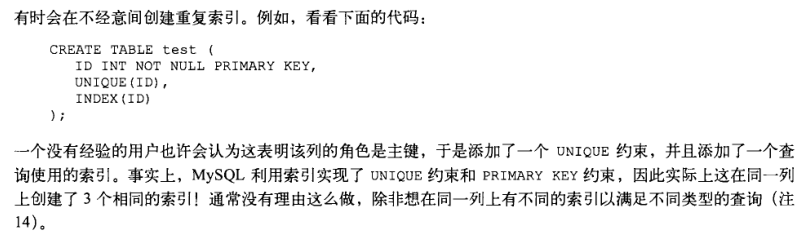 有时会在不经意间创建重复索引。例如，看看下面的代码：
CREATE TABLE test (
ID INT NOT NULL PRIMARY KEY,
UNIQUE(ID),
INDEX(ID)
);
一个没有经验的用户也许会认为这表明该列的角色是主键，于是添加了一个 UNIQUE 约束，并且添加了一个查
询使用的索引。事实上，MySQL 利用索引实现了 UNIQUE 约束和 PRIMARY KEY 约束，因此实际上这在同一列
上创建了 3 个相同的索引！通常没有理由这么做，除非想在同一列上有不同的索引以满足不同类型的查询（注
14）。